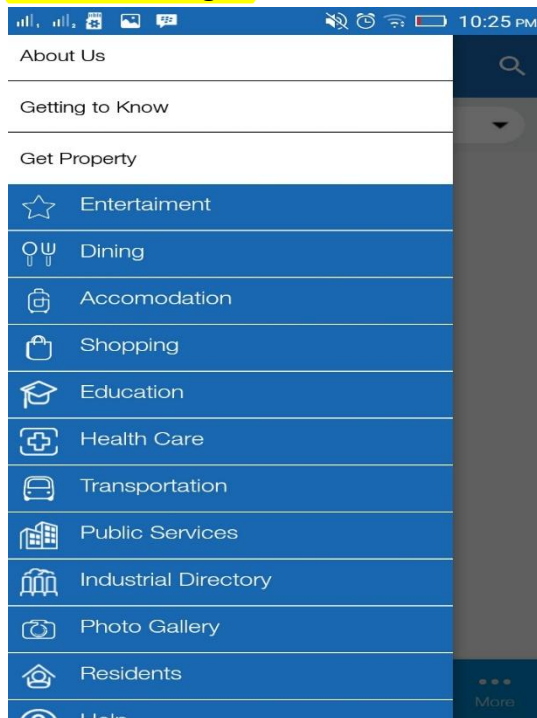 10:25 PM
About Us
Getting to Know
Get Property
Entertaiment
Dining
Accomodation
Shopping
Education
Health Care
Transportation
Public Services
Industrial Directory
Photo Gallery
Residents
More